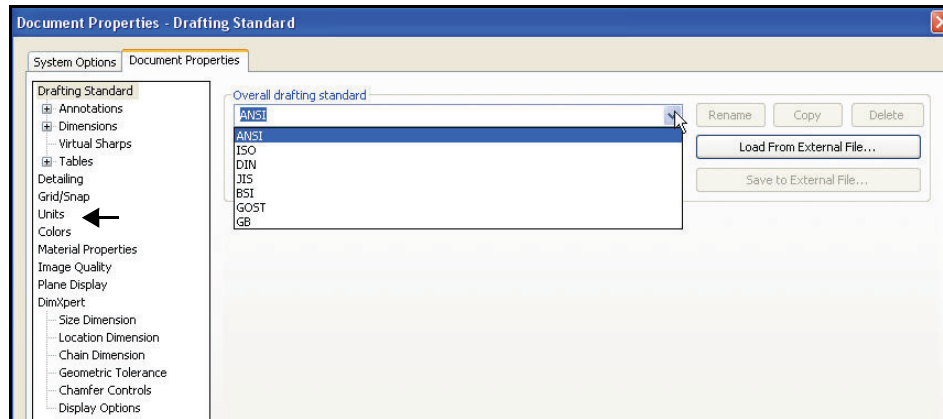 Document Properties - Drafting Standard
System Options Document Properties
Drafting Standard
Annotations
Dimensions
Virtual Sharps
Tables
Detailing
Grid/Snap
Units
Colors
Material Properties
Image Quality
Plane Display
DimXpert
Size Dimension
Location Dimension
Chain Dimension
Geometric Tolerance
Chamfer Controls
Display Options
Overall drafting standard
ANSI
ANSI
ISO
DIN
JIS
BSI
GOST
GB
Rename Copy Delete
Load From External File...
Save to External File...